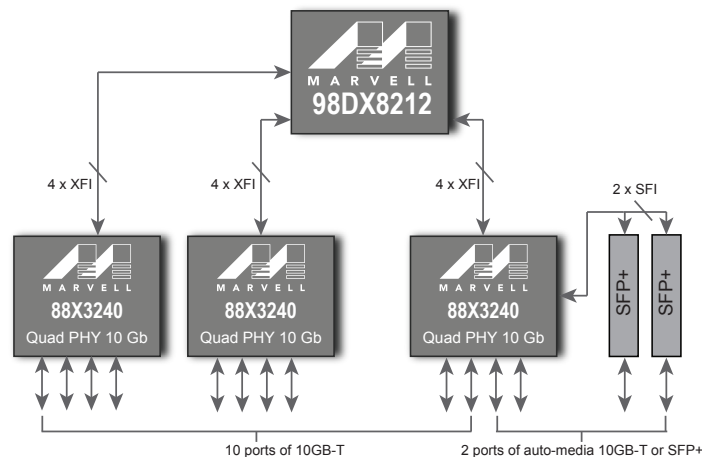 MARVELL
98DX8212
4 x XFI
4 x XFI
4 x XFI
2 x SFI
MARVELL
88X3240
Quad PHY 10 Gb
MARVELL
88X3240
Quad PHY 10 Gb
MARVELL
88X3240
Quad PHY 10 Gb
SFP+
SFP+
10 ports of 10GB-T
2 ports of auto-media 10GB-T or SFP+